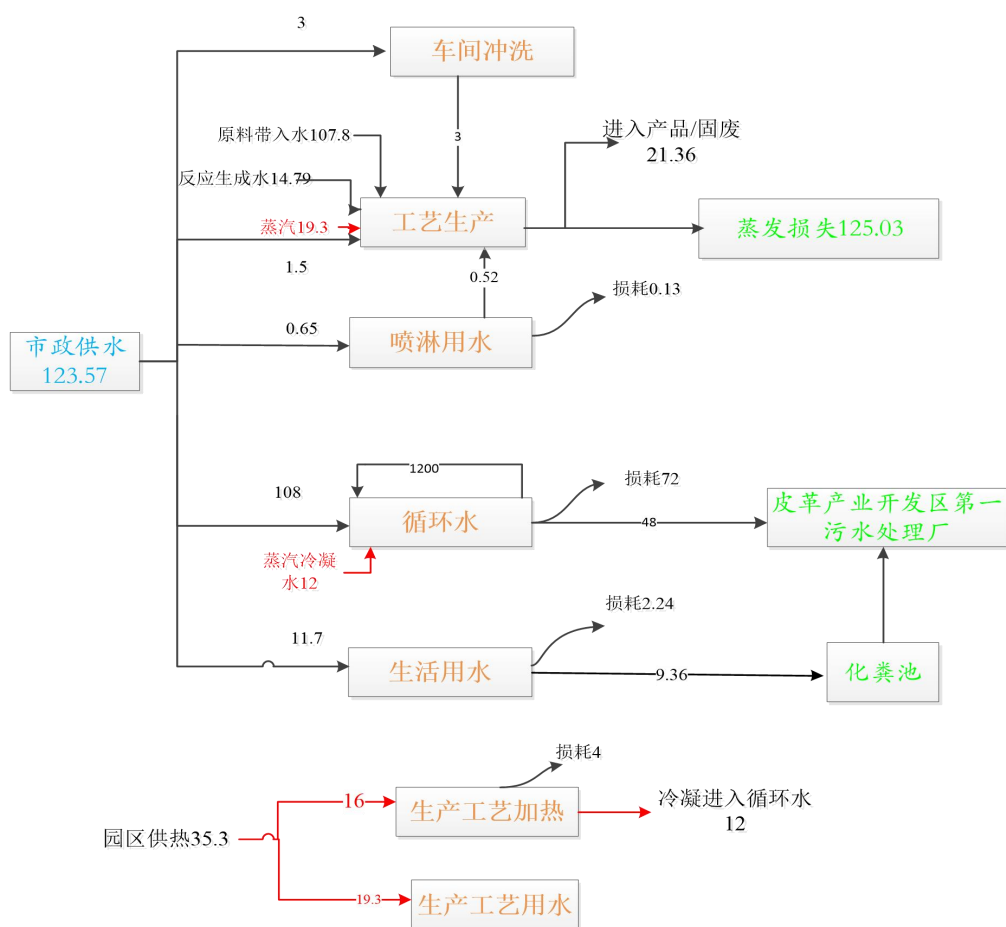 3
车间冲洗
原料带入水107.8
3
进入产品/固废
21.36
反应生成水14.79
蒸汽19.3
工艺生产
蒸发损失125.03
1.5
0.52
损耗0.13
0.65
喷淋用水
市政供水
123.57
1200
损耗72
108
循环水
48
皮革产业开发区第一
污水处理厂
蒸汽冷凝
水12
损耗2.24
11.7
生活用水
9.36
化粪池
损耗4
16
生产工艺加热
冷凝进入循环水
12
园区供热35.3
19.3
生产工艺用水